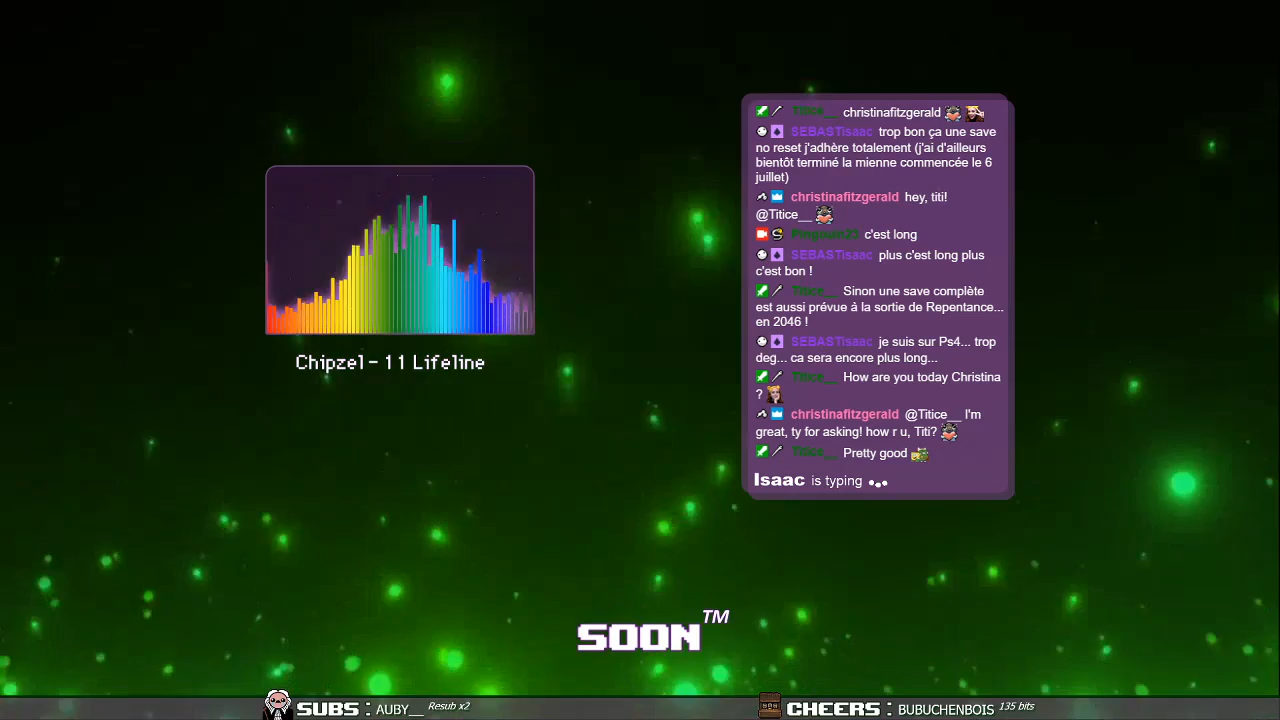 Titice__ christinafitzgerald
SEBASTisaac trop bon ça une save
no reset j'adhère totalement (j'ai d'ailleurs
bientôt terminé la mienne commencée le 6
juillet)
christinafitzgerald hey, titi!
@Titice__
Pingouin23 c'est long
SEBASTisaac plus c'est long plus
c'est bon !
Titice__ Sinon une save complète
est aussi prévue à la sortie de Repentance...
en 2046 !
SEBASTisaac je suis sur Ps4... trop
deg... ca sera encore plus long...
Titice__ How are you today Christina
?
christinafitzgerald @Titice__ I'm
great, ty for asking! how r u, Titi?
Titice__ Pretty good
Isaac is typing
Chipzel - 11 Lifeline
SOON™
SUBS : AUBY__ Resub x2
CHEERS : BUBUCHENBOIS 135 bits